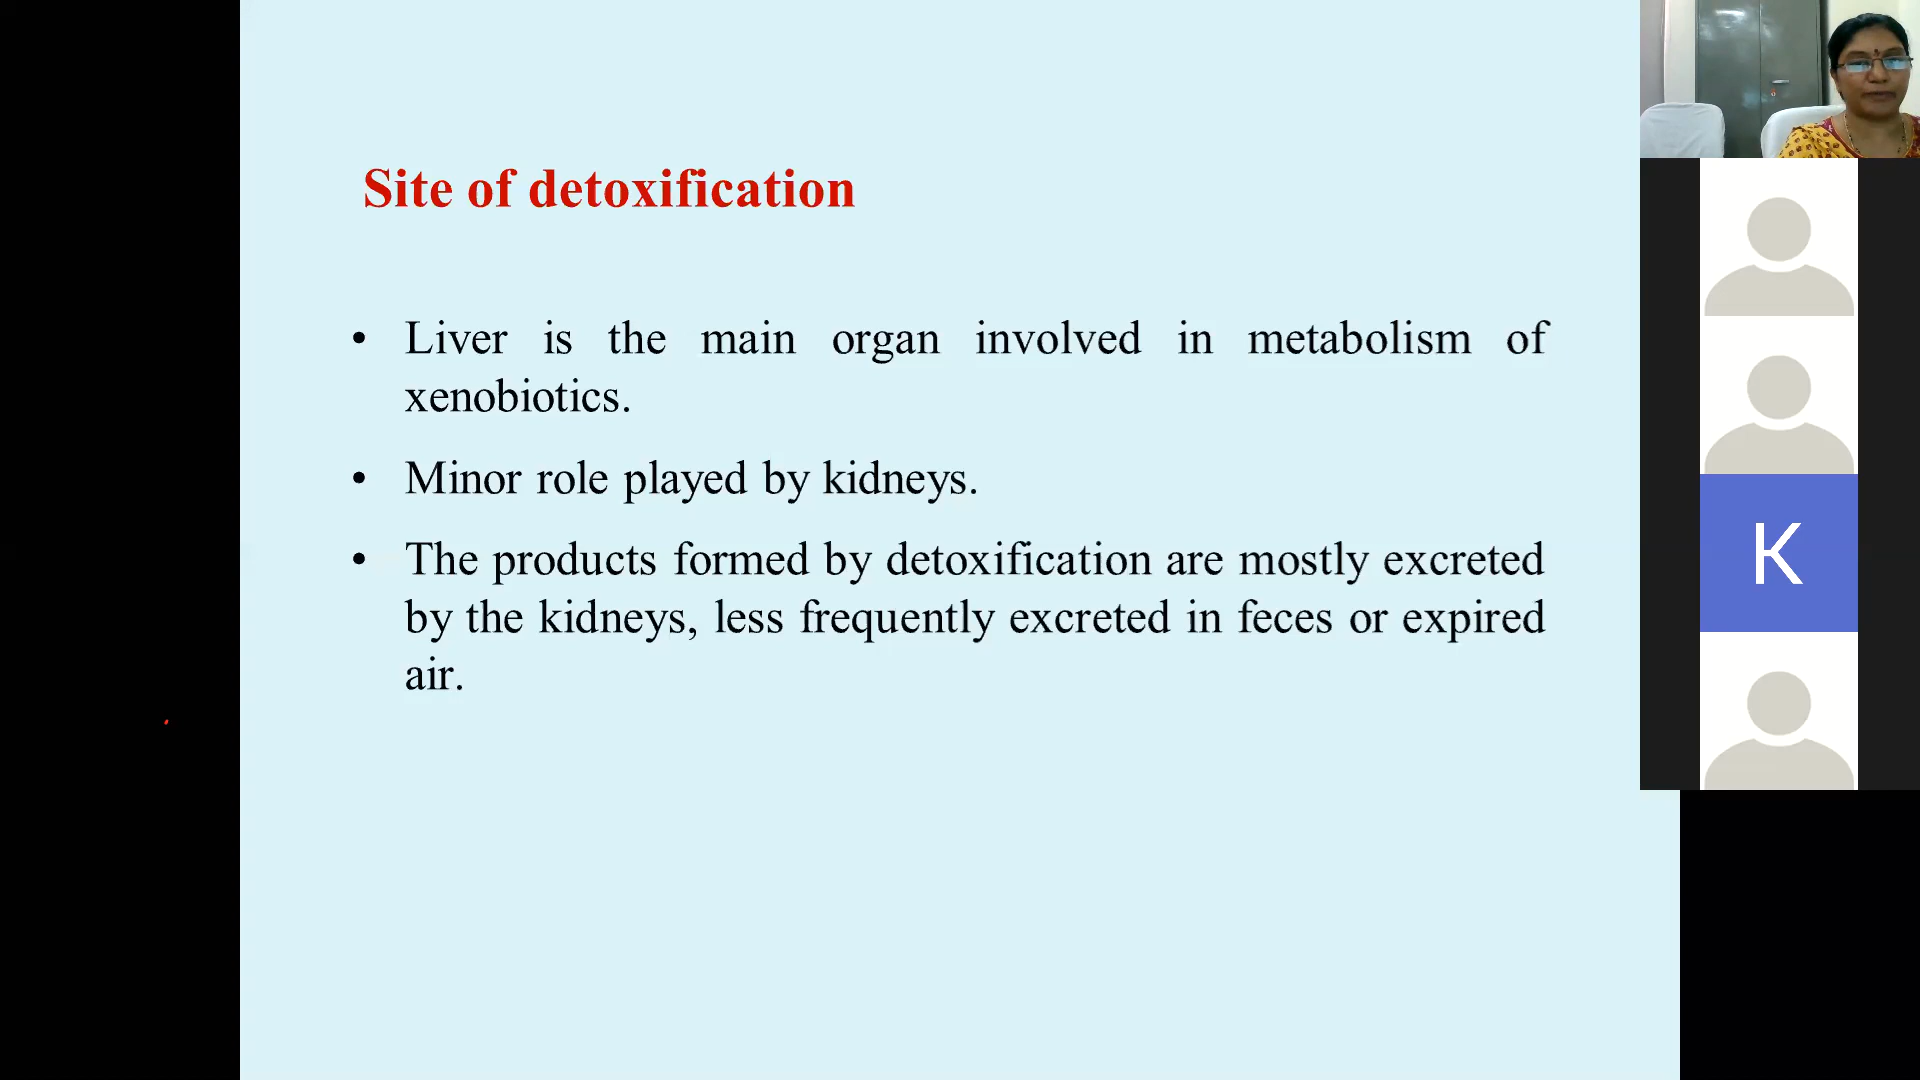 Site of detoxification
• Liver is the main organ involved in metabolism of
xenobiotics.
• Minor role played by kidneys.
• The products formed by detoxification are mostly excreted
by the kidneys, less frequently excreted in feces or expired
air.
K